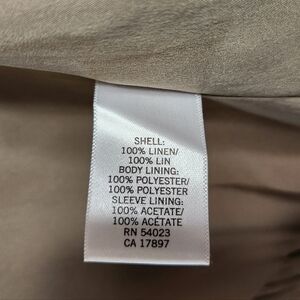 SHELL:
100% LINEN/
100% LIN
BODY LINING:
100% POLYESTER/
100% POLYESTER
SLEEVE LINING:
100% ACETATE/
100% ACÉTATE
RN 54023
CA 17897